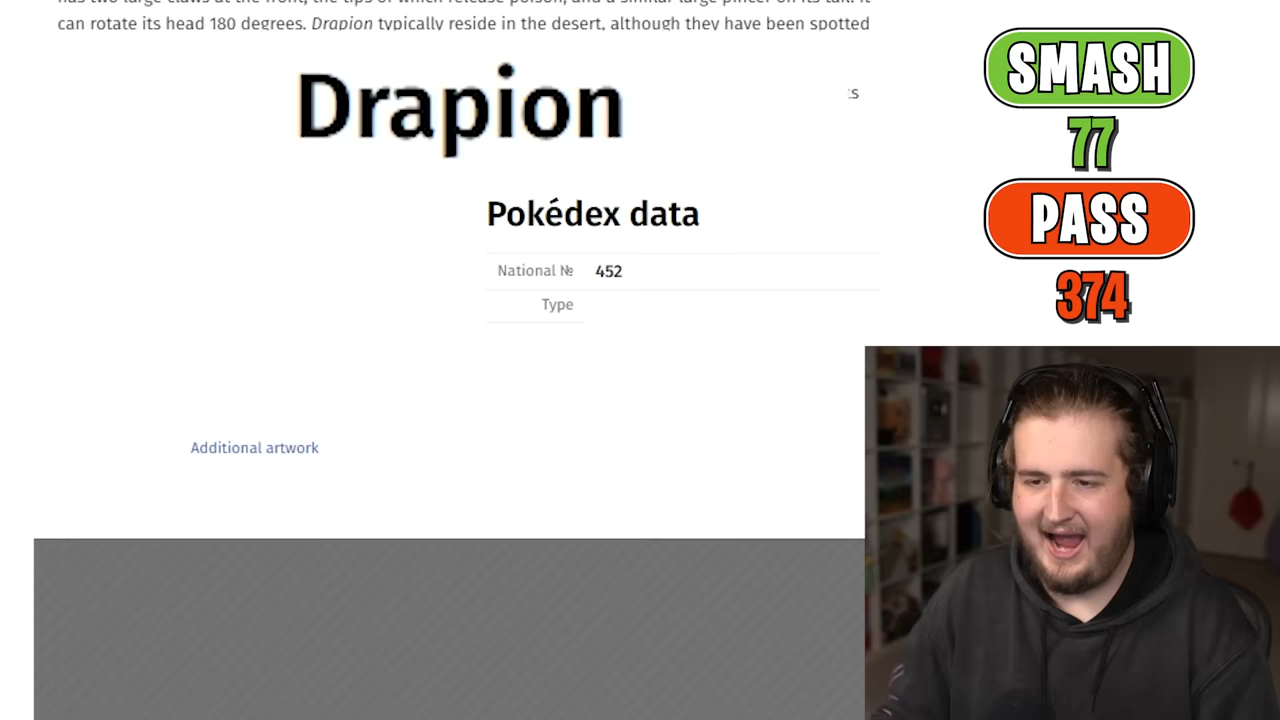 can rotate its head 180 degrees. Drapion typically reside in the desert, although they have been spotted
Drapion
Pokédex data
National № 452
Type
Additional artwork
SMASH
77
PASS
374